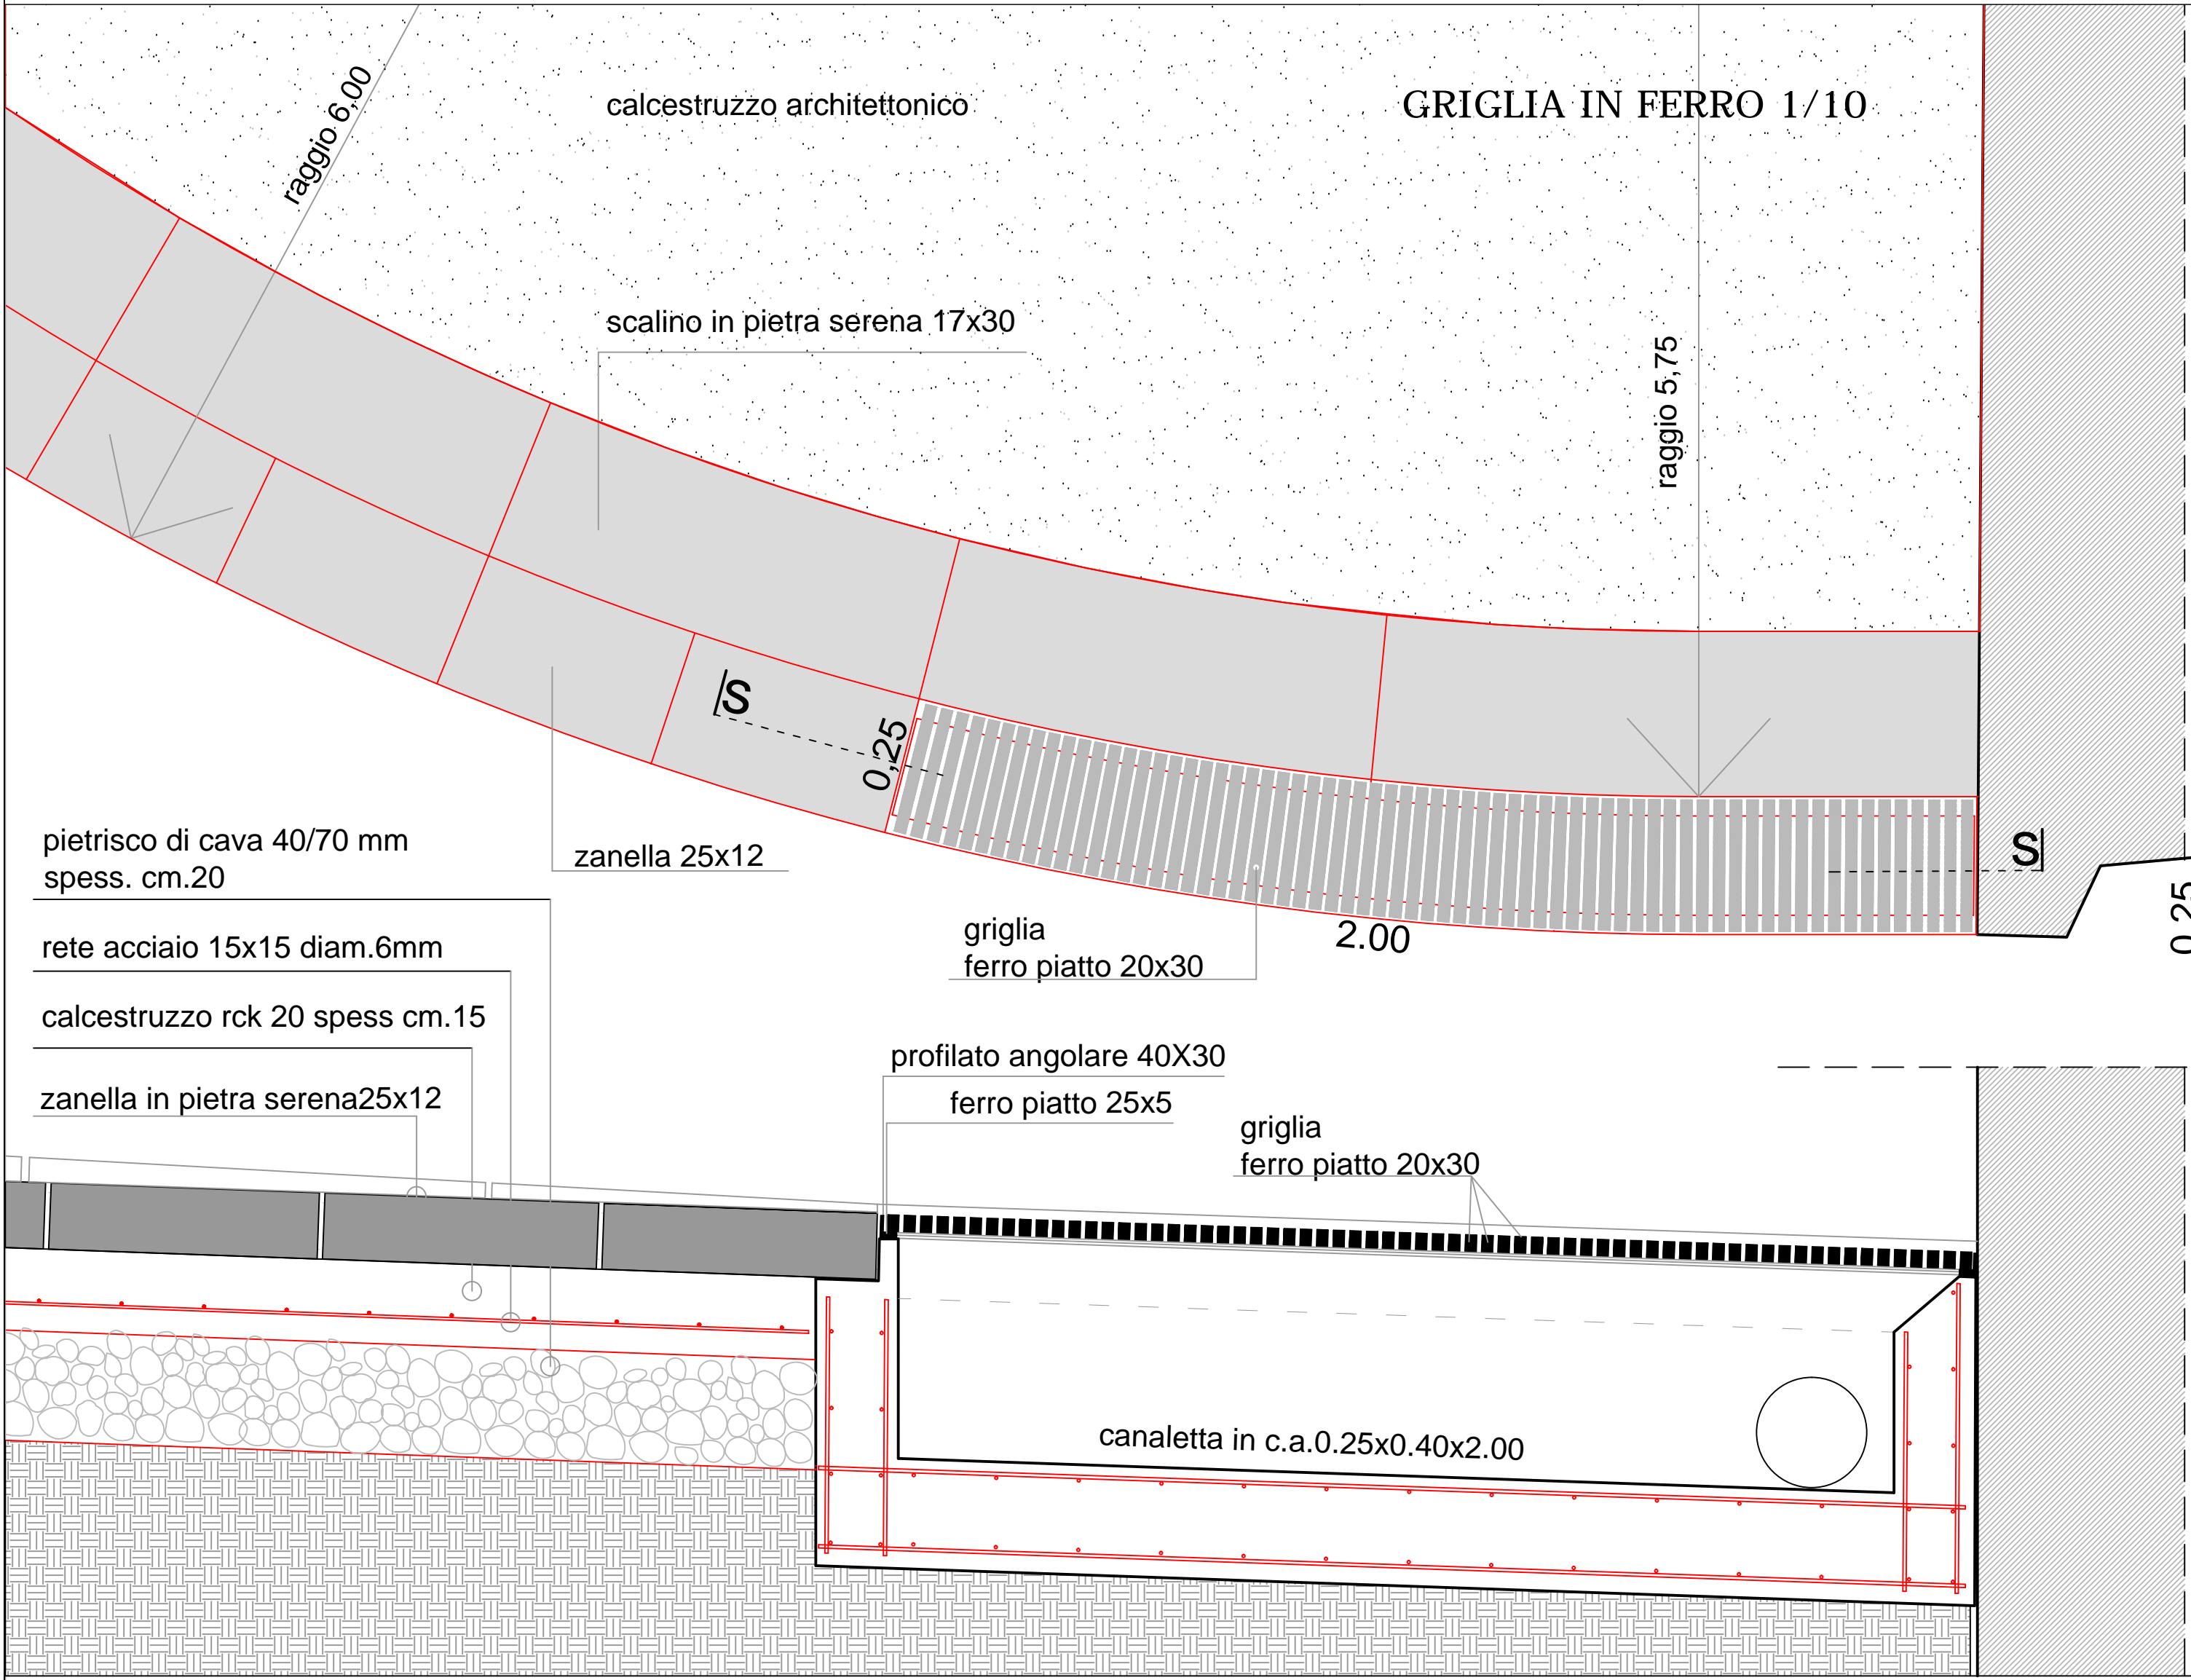 raggio 6,00
calcestruzzo architettonico
GRIGLIA IN FERRO 1/10
scalino in pietra serena 17x30
raggio 5,75
S
0,25
S
zanella 25x12
pietrisco di cava 40/70 mm
spess. cm.20
0,25
griglia
ferro piatto 20x30
2.00
rete acciaio 15x15 diam.6mm
calcestruzzo rck 20 spess cm.15
zanella in pietra serena25x12
profilato angolare 40X30
ferro piatto 25x5
griglia
ferro piatto 20x30
canaletta in c.a.0.25x0.40x2.00